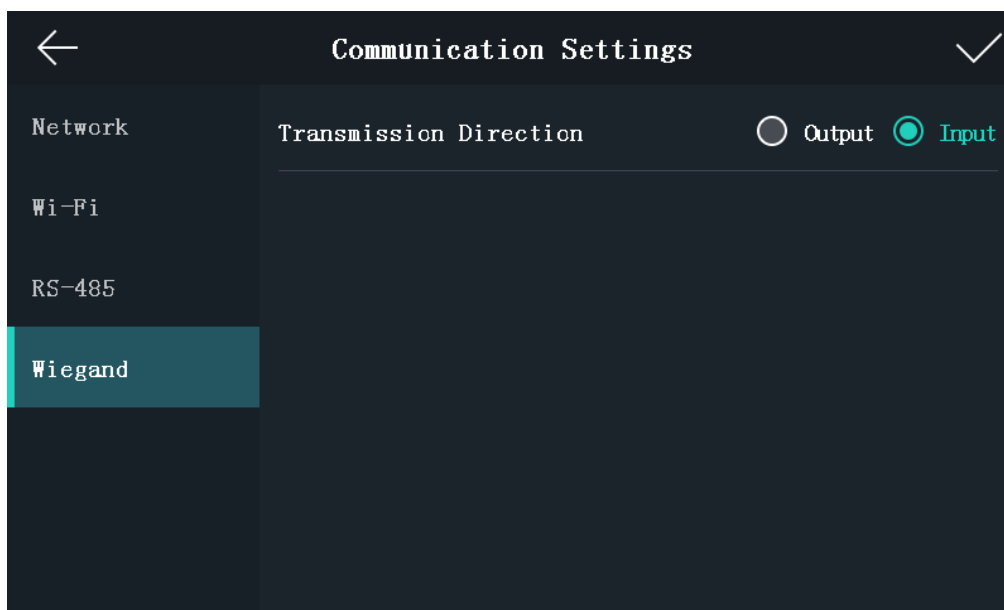 Communication Settings
Network
Wi-Fi
RS-485
Wiegand
Transmission Direction Output Input